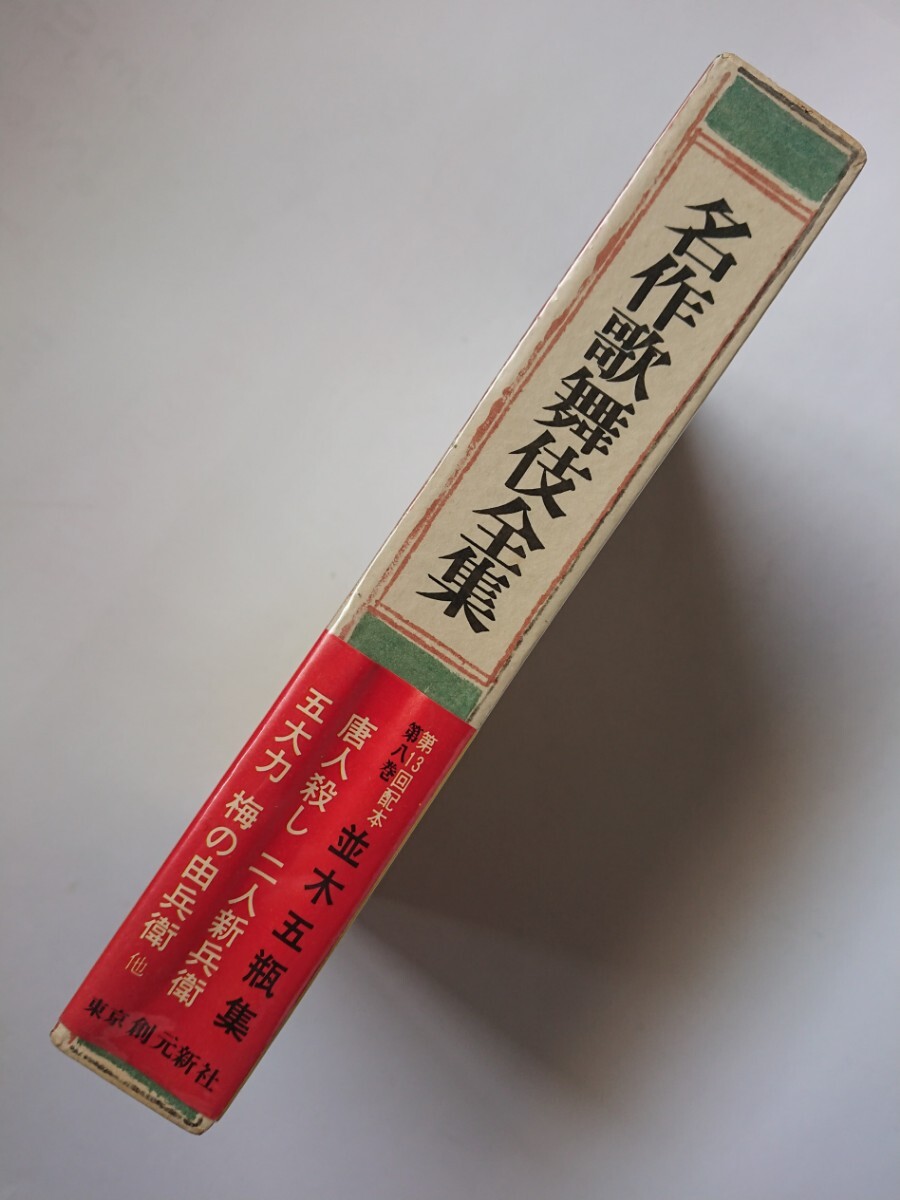 名作歌舞伎全集
第13回配本
第八巻
並木五瓶集
唐人殺し 二人新兵衛
五大力 梅の由兵衛 他
東京創元新社